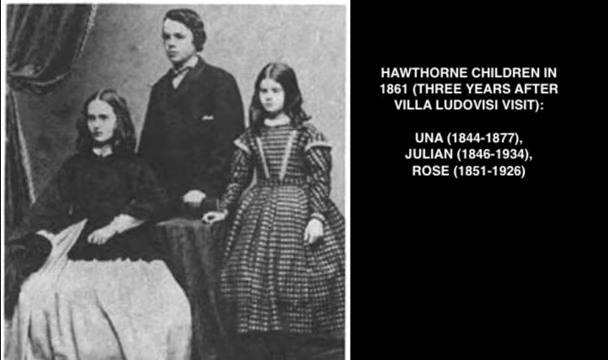 HAWTHORNE CHILDREN IN
1861 (THREE YEARS AFTER
VILLA LUDOVISI VISIT):
UNA (1844-1877),
JULIAN (1846-1934),
ROSE (1851-1926)